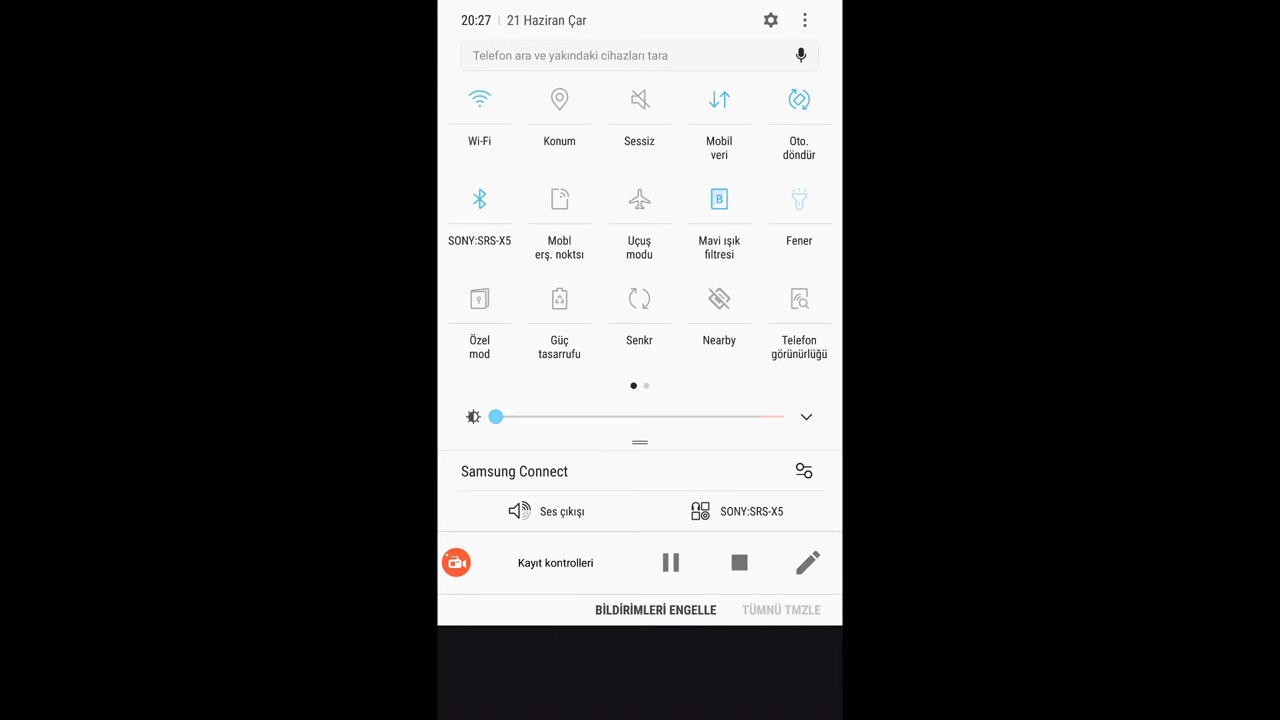 20:27 | 21 Haziran Çar
Telefon ara ve yakındaki cihazları tara
Wi-Fi
Konum
Sessiz
Mobil
veri
Oto.
döndür
B
SONY:SRS-X5
Mobl
erş. noktsı
Uçuş
modu
Mavi ışık
filtresi
Fener
Özel
mod
Güç
tasarrufu
Senkr
Nearby
Telefon
görünürlüğü
Samsung Connect
Ses çıkışı
SONY:SRS-X5
Kayıt kontrolleri
BİLDİRİMLERİ ENGELLE
TÜMNÜ TMZLE